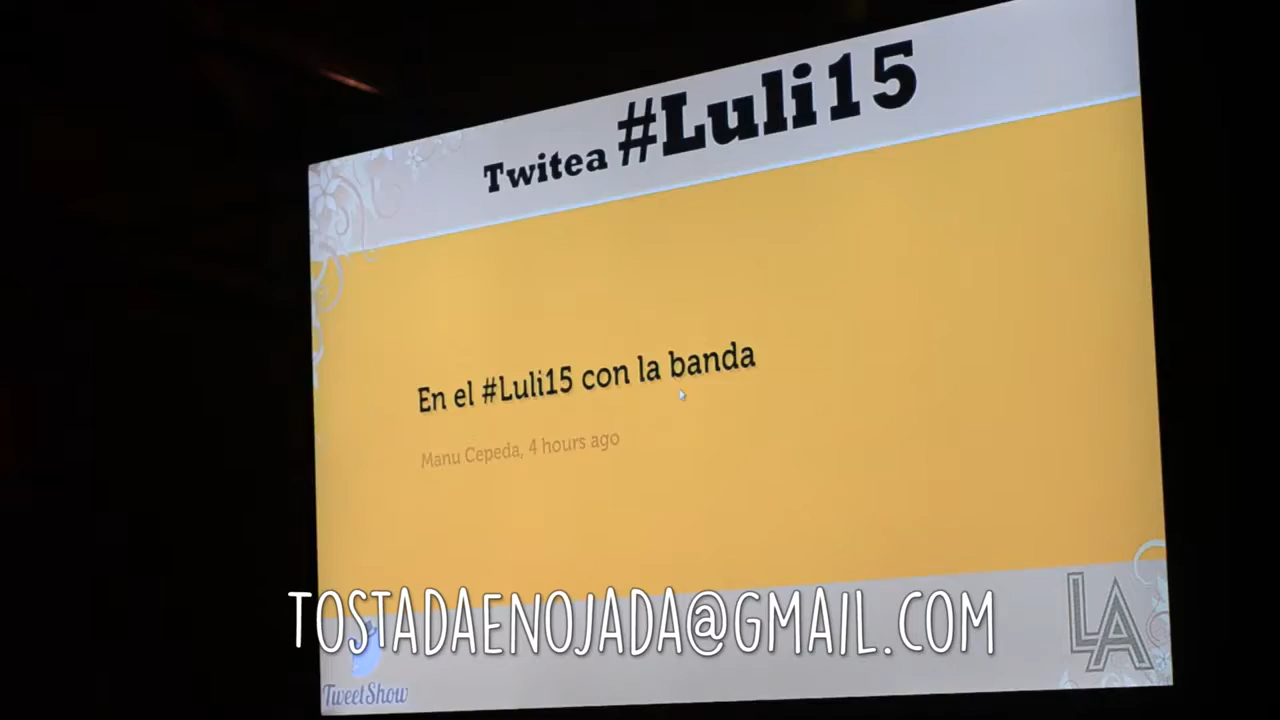 Twitea #Luli15
En el #Luli15 con la banda
Manu Cepeda, 4 hours ago
TOSTADAENOJADA@GMAIL.COM
LA
TweetShow